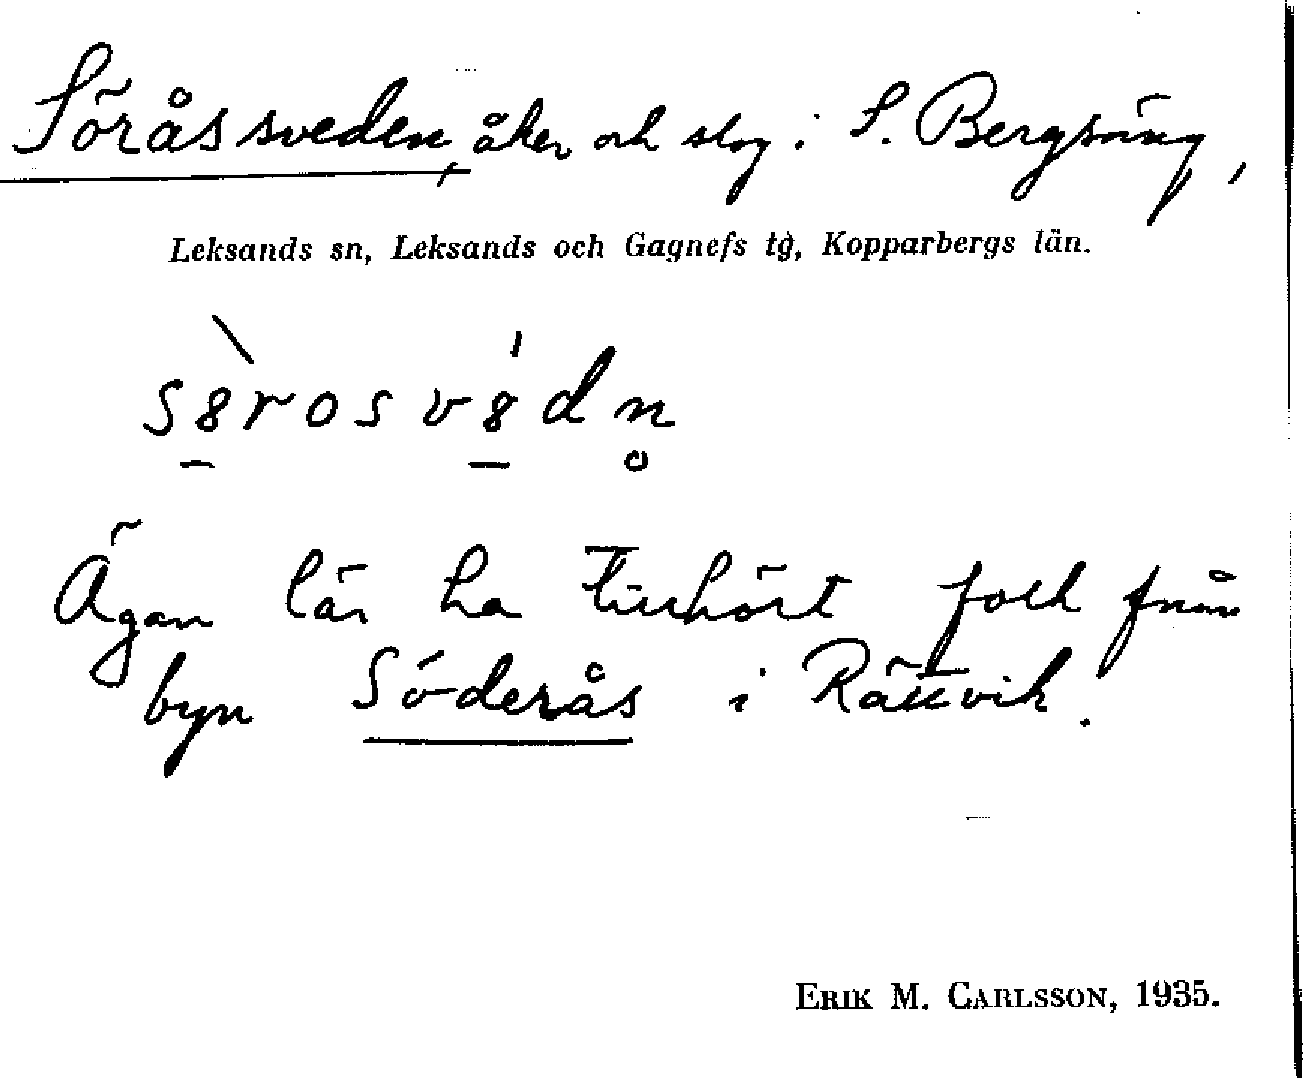 Söråssveden, åker och slog i S. Bergsäng,
Leksands sn, Leksands och Gagnefs tg, Kopparbergs län.
s8rosv8dn̥
Ägan lär ha tillhört folk från
byn Söderås i Rättvik.
ERIK M. CARLSSON, 1935.